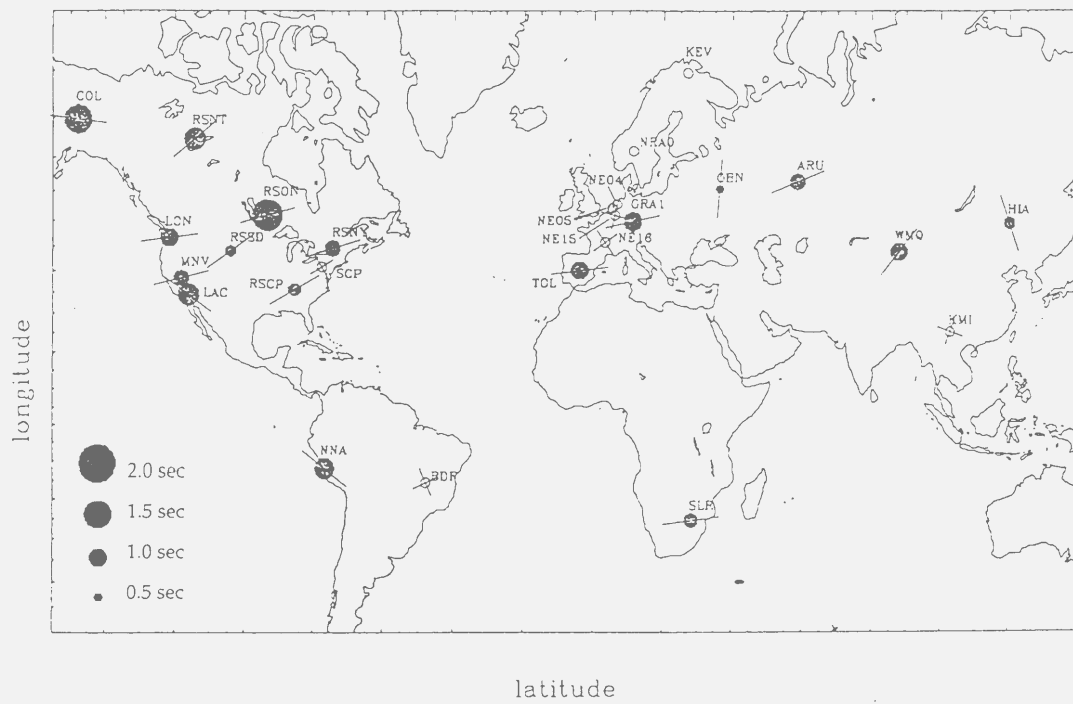 KEV
COL
RSNT
NRAO
NE04
GEN
ARU
RSON
GRA1
NE05
HIA
LON
RSSD
RSNY
NE15
NE16
WMQ
MNV
SCP
RSCP
TOL
LAC
KMI
longitude
NNA
BDF
2.0 sec
SLR
1.5 sec
1.0 sec
0.5 sec
latitude